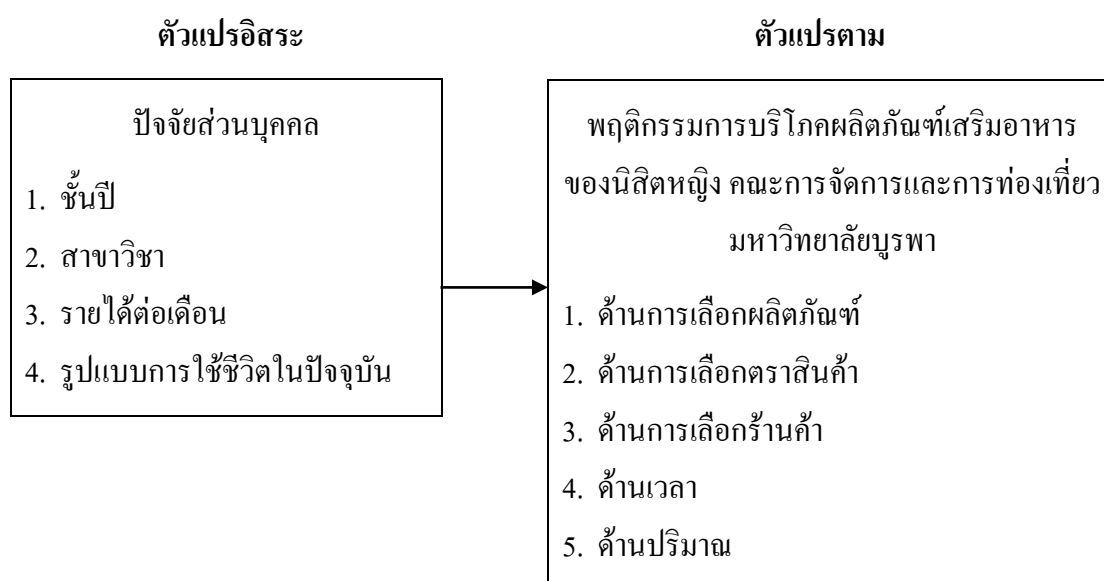 ตัวแปรอิสระ
ปัจจัยส่วนบุคคล
1. ชั้นปี
2. สาขาวิชา
3. รายได้ต่อเดือน
4. รูปแบบการใช้ชีวิตในปัจจุบัน
ตัวแปรตาม
พฤติกรรมการบริโภคผลิตภัณฑ์เสริมอาหาร
ของนิสิตหญิง คณะการจัดการและการท่องเที่ยว
มหาวิทยาลัยบูรพา
1. ด้านการเลือกผลิตภัณฑ์
2. ด้านการเลือกตราสินค้า
3. ด้านการเลือกร้านค้า
4. ด้านเวลา
5. ด้านปริมาณ